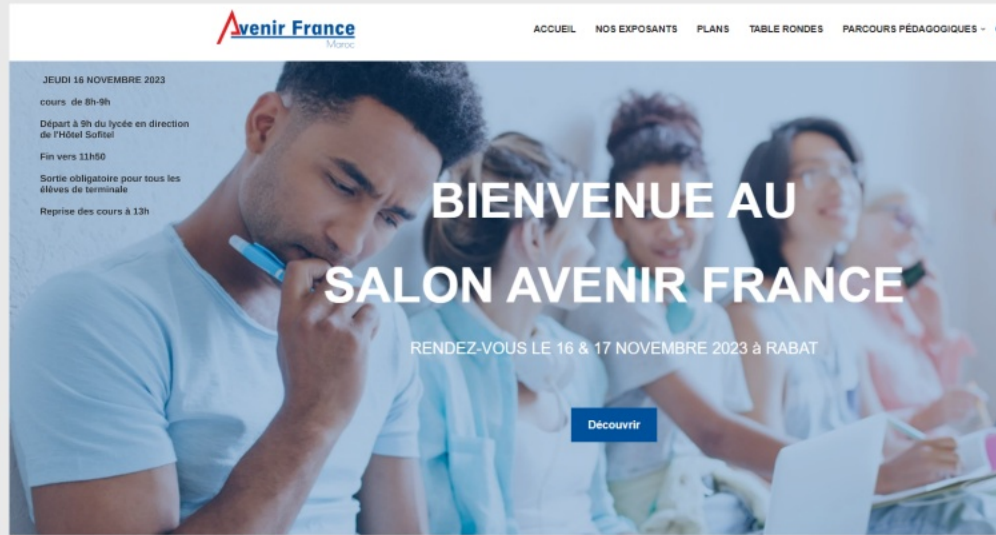 Avenir France
Maroc
ACCUEIL
NOS EXPOSANTS
PLANS
TABLE RONDES
PARCOURS PÉDAGOGIQUES
JEUDI 16 NOVEMBRE 2023
cours de 8h-9h
Départ à 9h du lycée en direction
de l'Hôtel Sofitel
Fin vers 11h50
Sortie obligatoire pour tous les
élèves de terminale
Reprise des cours à 13h
BIENVENUE AU
SALON AVENIR FRANCE
RENDEZ-VOUS LE 16 & 17 NOVEMBRE 2023 à RABAT
Découvrir